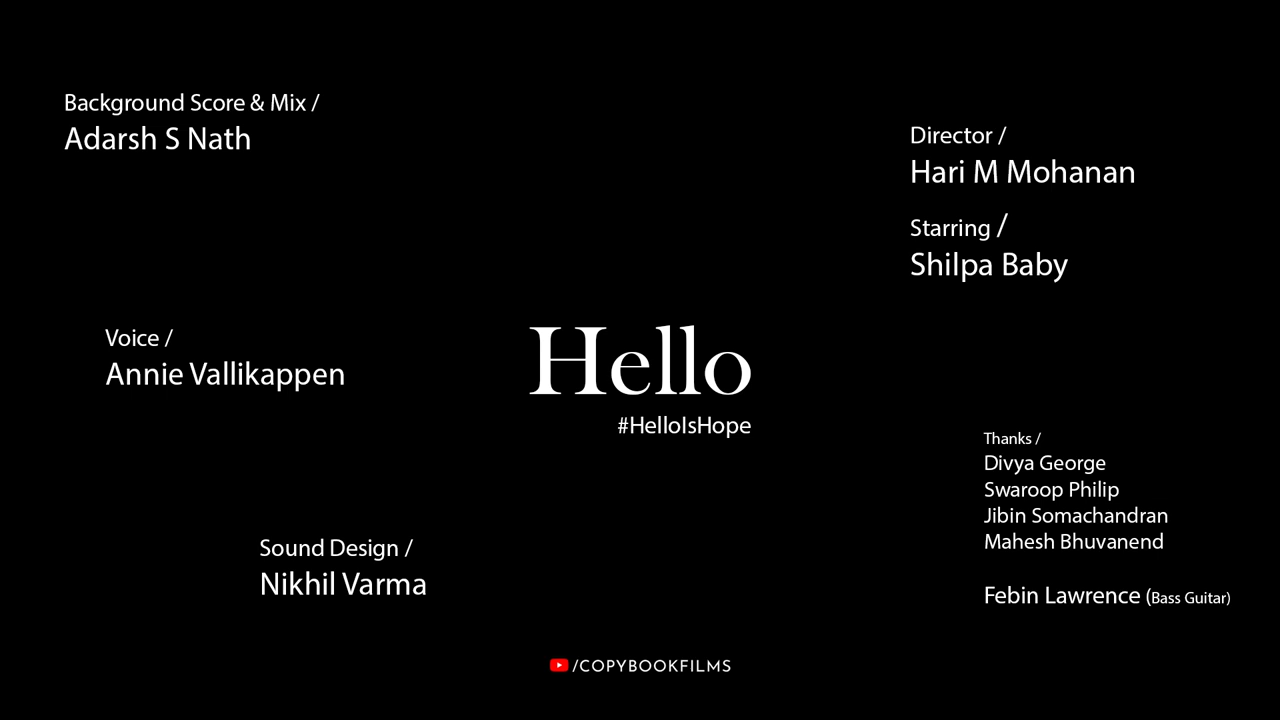 Background Score & Mix /
Adarsh S Nath
Director /
Hari M Mohanan
Starring /
Shilpa Baby
Voice /
Annie Vallikappen
Hello
#HelloIsHope
Thanks /
Divya George
Swaroop Philip
Jibin Somachandran
Mahesh Bhuvanend
Febin Lawrence (Bass Guitar)
Sound Design /
Nikhil Varma
/COPYBOOKFILMS